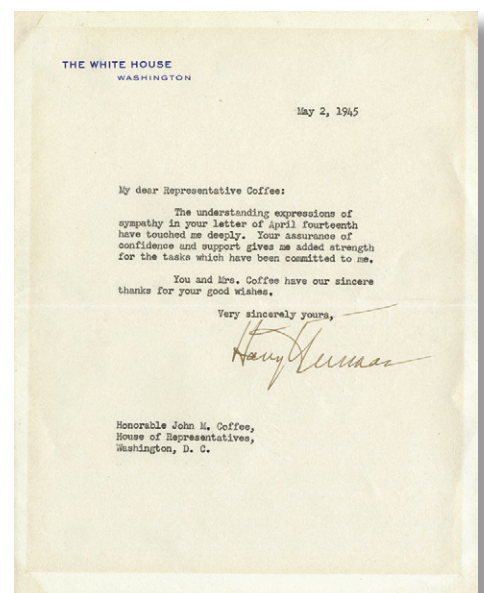 THE WHITE HOUSE
WASHINGTON
May 2, 1945
My dear Representative Coffee:
The understanding expressions of
sympathy in your letter of April fourteenth
have touched me deeply. Your assurance of
confidence and support gives me added strength
for the tasks which have been committed to me.
You and Mrs. Coffee have our sincere
thanks for your good wishes.
Very sincerely yours,
Harry Truman
Honorable John M. Coffee,
House of Representatives,
Washington, D. C.